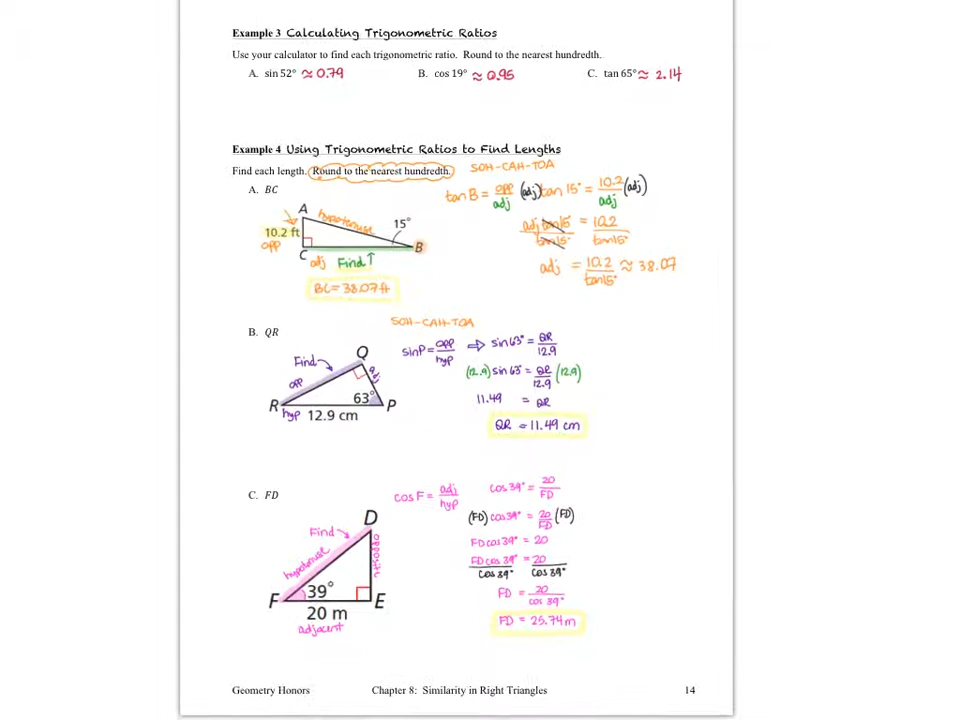 Example 3 Calculating Trigonometric Ratios
Use your calculator to find each trigonometric ratio. Round to the nearest hundredth.
A. sin 52° ≈ 0.79 B. cos 19° ≈ 0.95 C. tan 65° ≈ 2.14
Example 4 Using Trigonometric Ratios to Find Lengths
Find each length. Round to the nearest hundredth. SOH-CAH-TOA
A. BC
tan B = opp/adj (adj) tan 15° = 10.2/adj (adj)
A hypotenuse 15°
10.2 ft
opp
C adj Find↑ B
BC = 38.07 ft
adj tan 15°/tan 15° = 10.2/tan 15°
adj = 10.2/tan 15° ≈ 38.07
SOH-CAH-TOA
B. QR
sin P = opp/hyp ⇒ sin 63° = QR/12.9
Find Q
opp adj
63°
R P
hyp 12.9 cm
(12.9) sin 63° = QR/12.9 (12.9)
11.49 = QR
QR = 11.49 cm
C. FD
cos F = adj/hyp cos 39° = 20/FD
Find D
hypotenuse opposite
39°
F E
20 m
adjacent
(FD) cos 39° = 20/FD (FD)
FD cos 39° = 20
FD cos 39°/cos 39° = 20/cos 39°
FD = 20/cos 39°
FD = 25.74 m
Geometry Honors Chapter 8: Similarity in Right Triangles 14